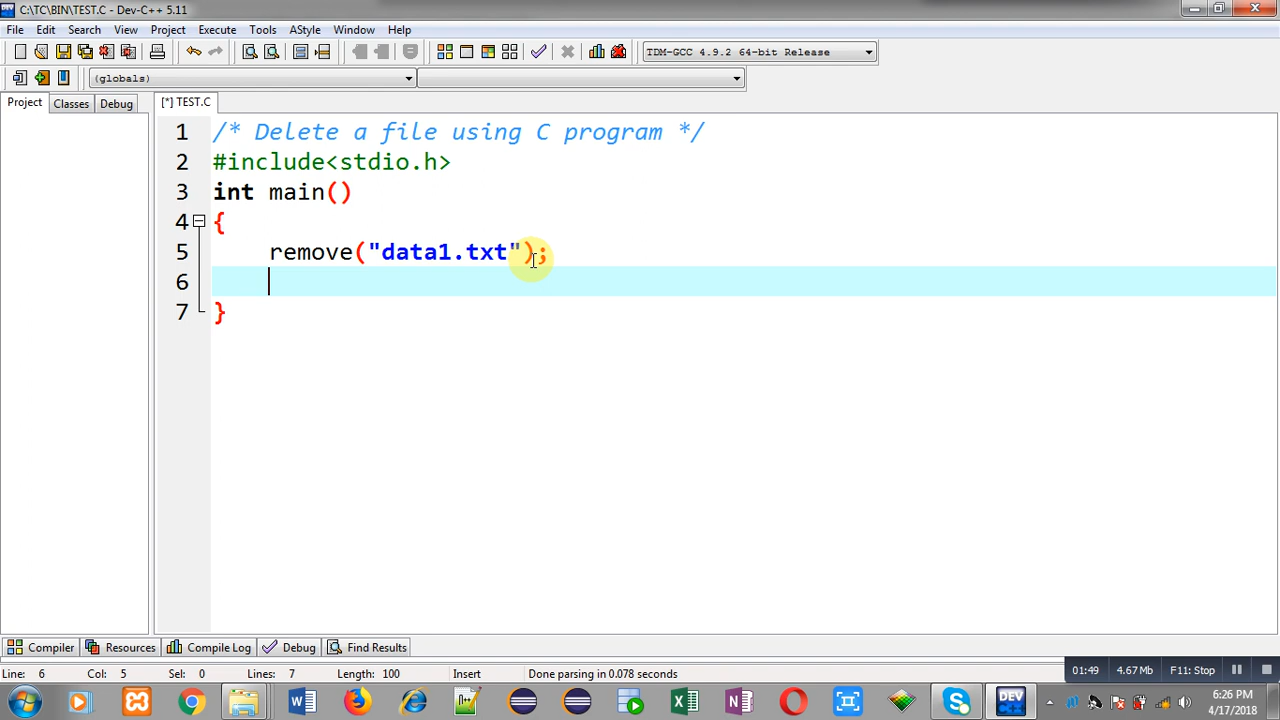 C:\TC\BIN\TEST.C - Dev-C++ 5.11
File Edit Search View Project Execute Tools AStyle Window Help
TDM-GCC 4.9.2 64-bit Release
(globals)
Project Classes Debug [*] TEST.C
1 /* Delete a file using C program */
2 #include<stdio.h>
3 int main()
4 {
5 remove("data1.txt");
6
7 }
Compiler Resources Compile Log Debug Find Results
Line: 6 Col: 5 Sel: 0 Lines: 7 Length: 100 Insert Done parsing in 0.078 seconds
01:49 4.67 Mb F11: Stop
6:26 PM
4/17/2018